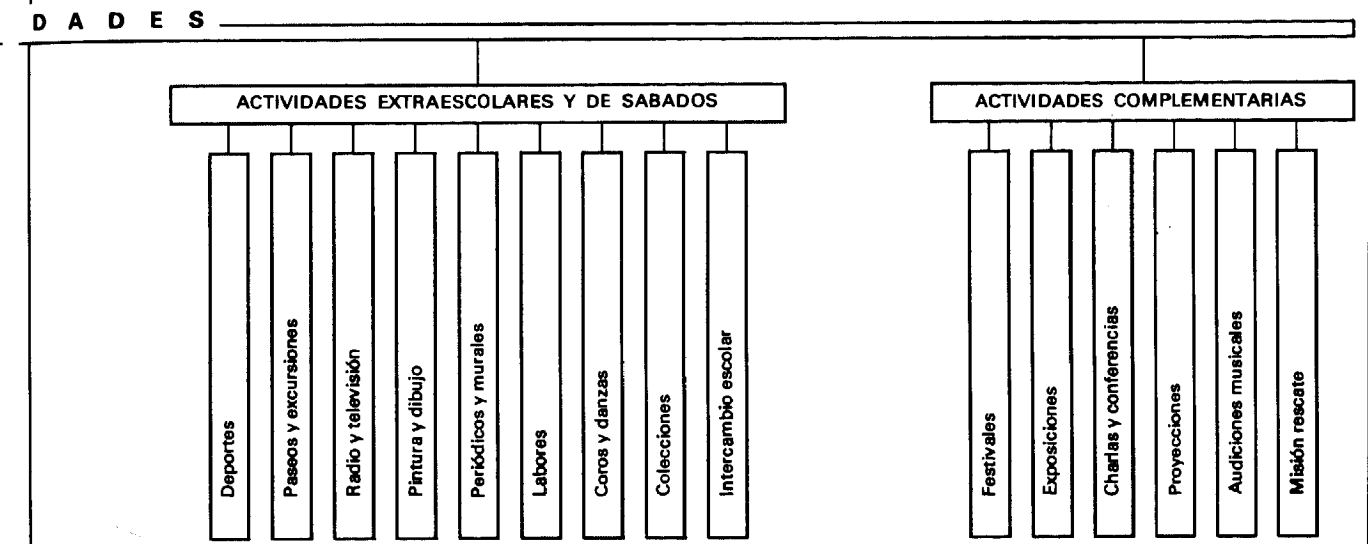 DADES
ACTIVIDADES EXTRAESCOLARES Y DE SABADOS
ACTIVIDADES COMPLEMENTARIAS
Deportes
Paseos y excursiones
Radio y televisión
Pintura y dibujo
Periódicos y murales
Labores
Coros y danzas
Colecciones
Intercambio escolar
Festivales
Exposiciones
Charlas y conferencias
Proyecciones
Audiciones musicales
Misión rescate